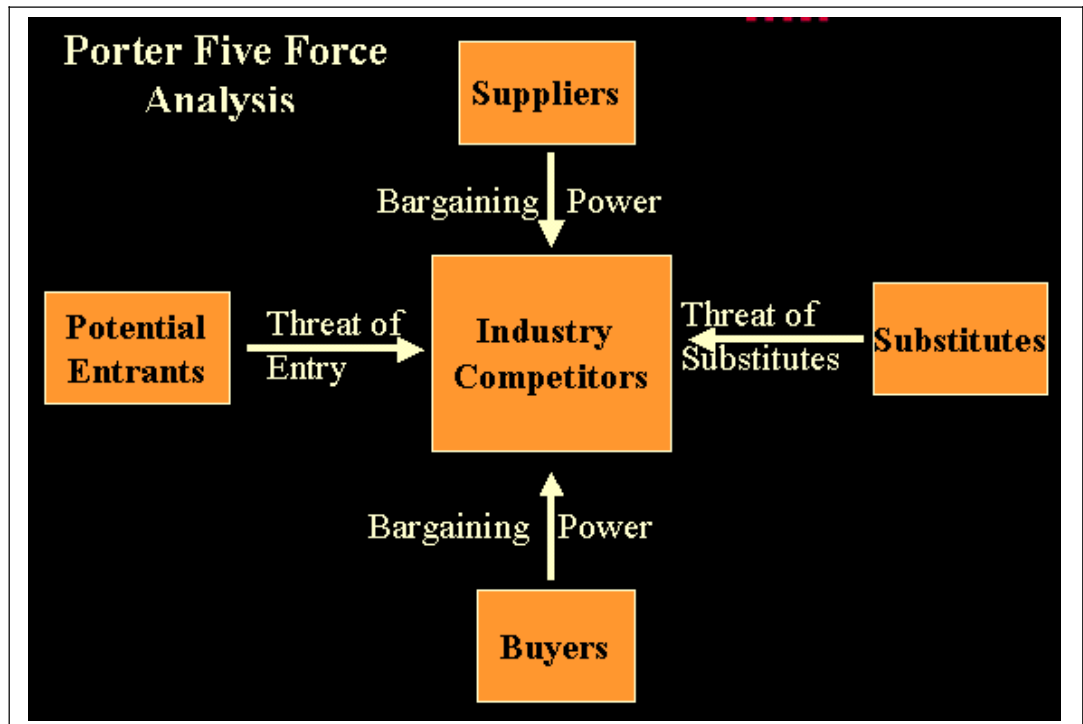 Porter Five Force
Analysis
Suppliers
Bargaining Power
Potential
Entrants
Threat of
Entry
Industry
Competitors
Threat of
Substitutes
Substitutes
Bargaining Power
Buyers